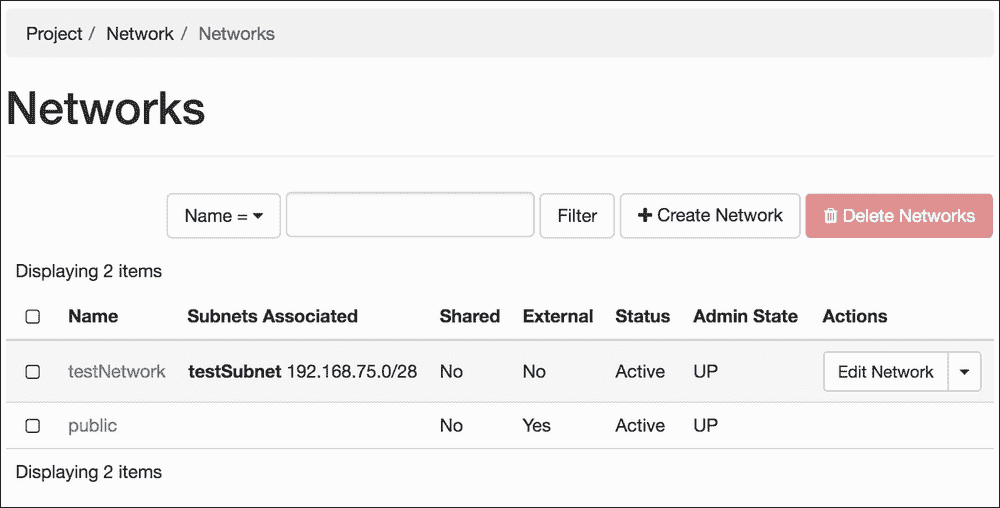 Project / Network / Networks
Networks
Name = Filter + Create Network Delete Networks
Displaying 2 items
Name Subnets Associated Shared External Status Admin State Actions
testNetwork testSubnet 192.168.75.0/28 No No Active UP Edit Network
public No Yes Active UP
Displaying 2 items